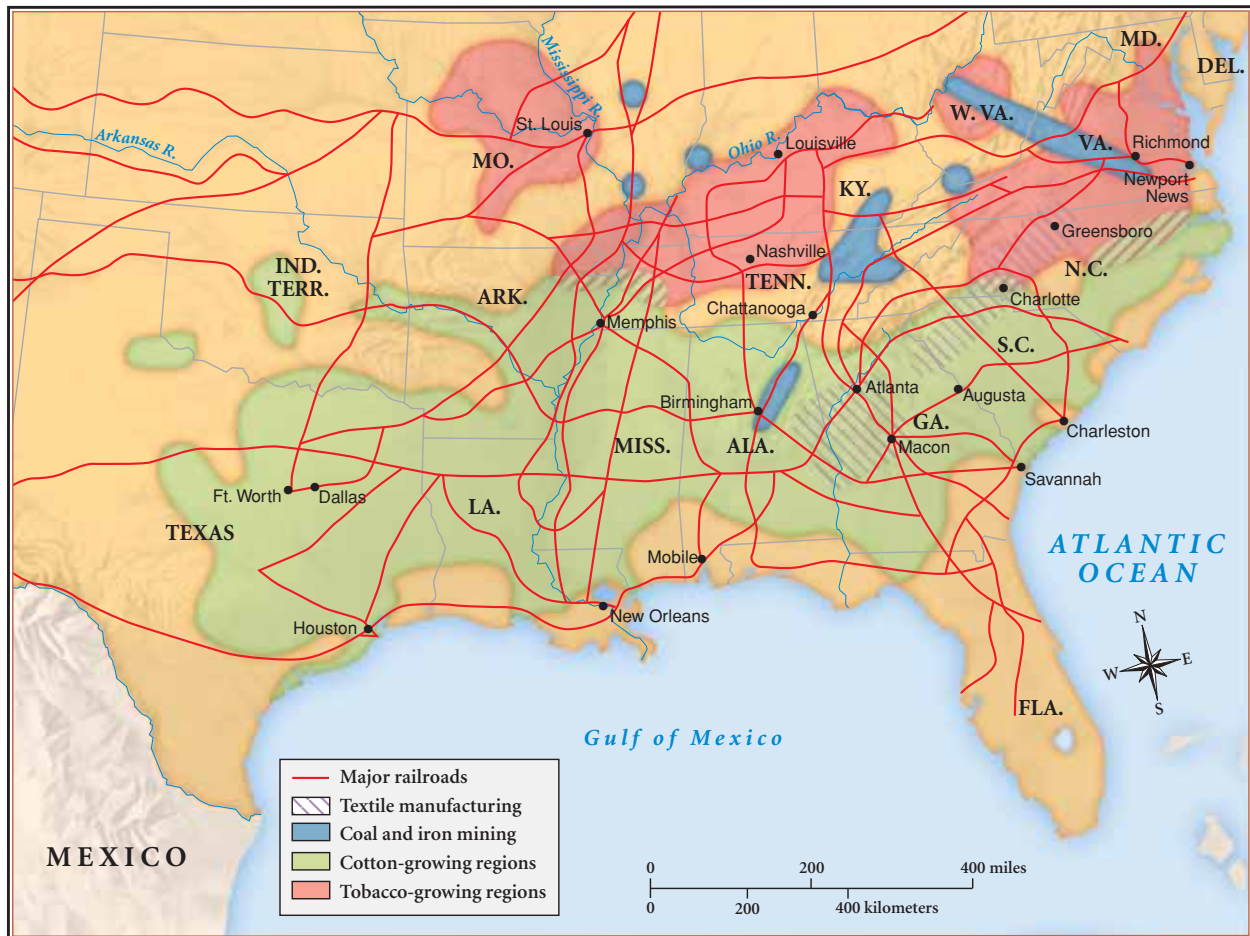 MD.
DEL.
Mississippi R.
W. VA.
St. Louis
Ohio R.
Arkansas R.
Louisville
VA.
Richmond
MO.
KY.
Newport
News
Greensboro
Nashville
IND.
TERR.
TENN.
N.C.
ARK.
Charlotte
Chattanooga
Memphis
S.C.
Atlanta
Augusta
Birmingham
GA.
Charleston
MISS.
ALA.
Macon
Savannah
Ft. Worth
Dallas
LA.
TEXAS
ATLANTIC
OCEAN
Mobile
New Orleans
Houston
N
W
E
S
FLA.
Gulf of Mexico
Major railroads
Textile manufacturing
Coal and iron mining
Cotton-growing regions
Tobacco-growing regions
MEXICO
0 200 400 miles
0 200 400 kilometers